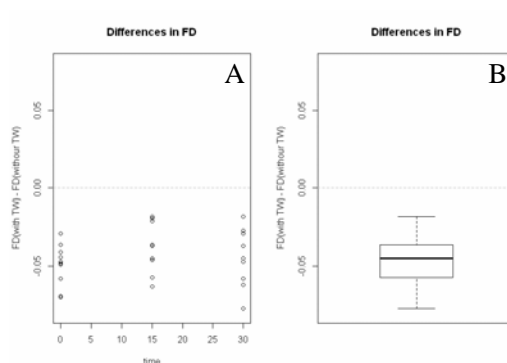 Differences in FD
A
FD(with TW) - FD(without TW)
0.05
0.00
-0.05
0 5 10 15 20 25 30
time
Differences in FD
B
FD(with TW) - FD(without TW)
0.05
0.00
-0.05